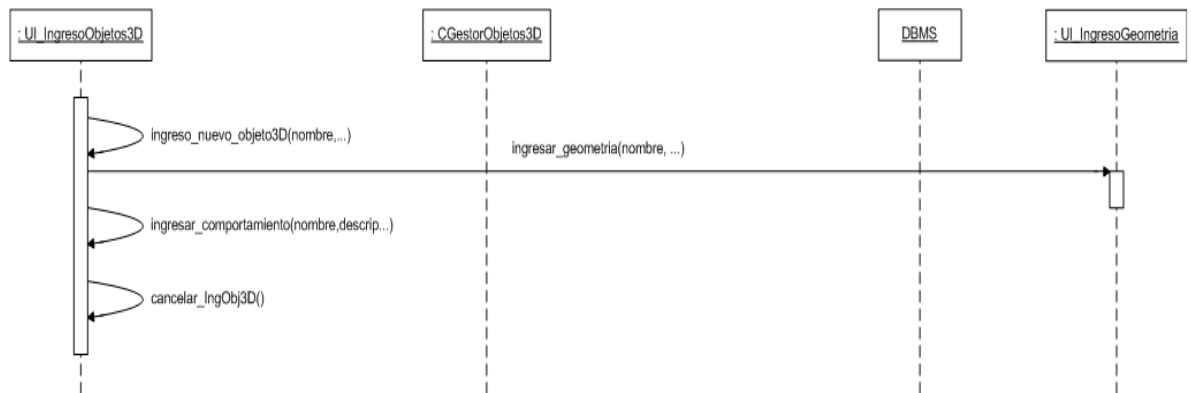 : UI_IngresoObjetos3D
: CGestorObjetos3D
DBMS
: UI_IngresoGeometria
ingreso_nuevo_objeto3D(nombre,...)
ingresar_geometria(nombre, ...)
ingresar_comportamiento(nombre,descrip...)
cancelar_IngObj3D()